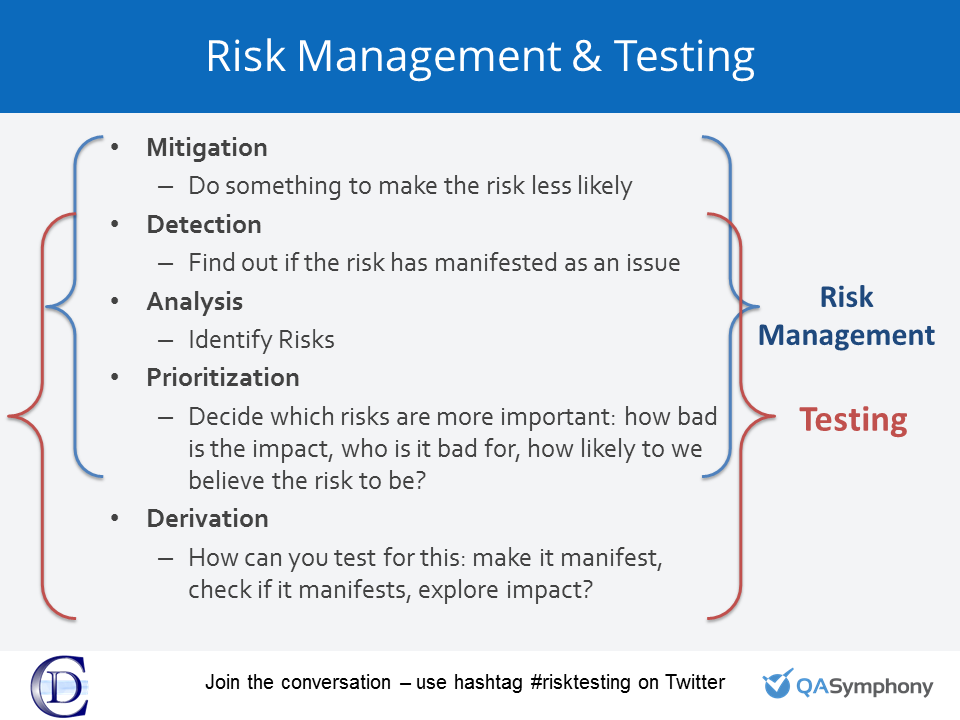 Risk Management & Testing
• Mitigation
– Do something to make the risk less likely
• Detection
– Find out if the risk has manifested as an issue
• Analysis
– Identify Risks
• Prioritization
– Decide which risks are more important: how bad
is the impact, who is it bad for, how likely to we
believe the risk to be?
• Derivation
– How can you test for this: make it manifest,
check if it manifests, explore impact?
Risk
Management
Testing
CD
Join the conversation – use hashtag #risktesting on Twitter
QASymphony